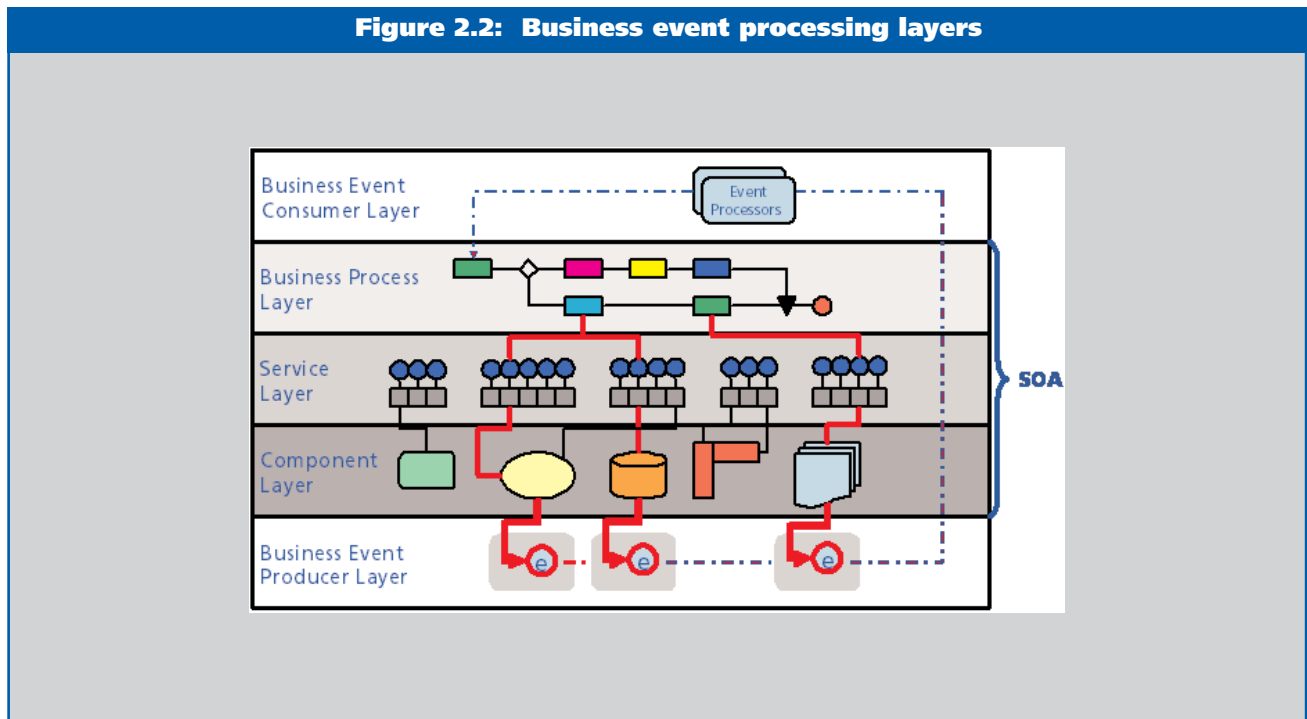 Figure 2.2: Business event processing layers
Business Event
Consumer Layer
Event
Processors
Business Process
Layer
Service
Layer
SOA
Component
Layer
Business Event
Producer Layer
e
e
e